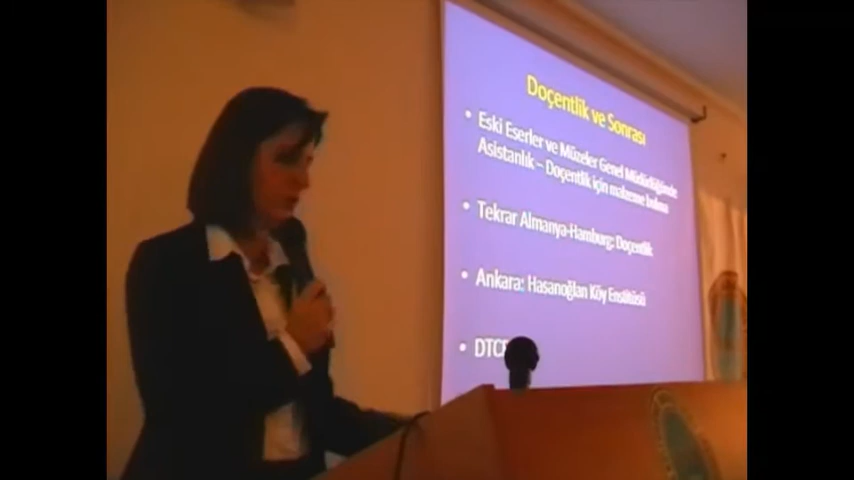 Doçentlik ve Sonrası
• Eski Eserler ve Müzeler Genel Müdürlüğünde
Asistanlık – Doçentlik için malzeme bulma
• Tekrar Almanya-Hamburg: Doçentlik
• Ankara: Hasanoğlan Köy Enstitüsü
• DTCF